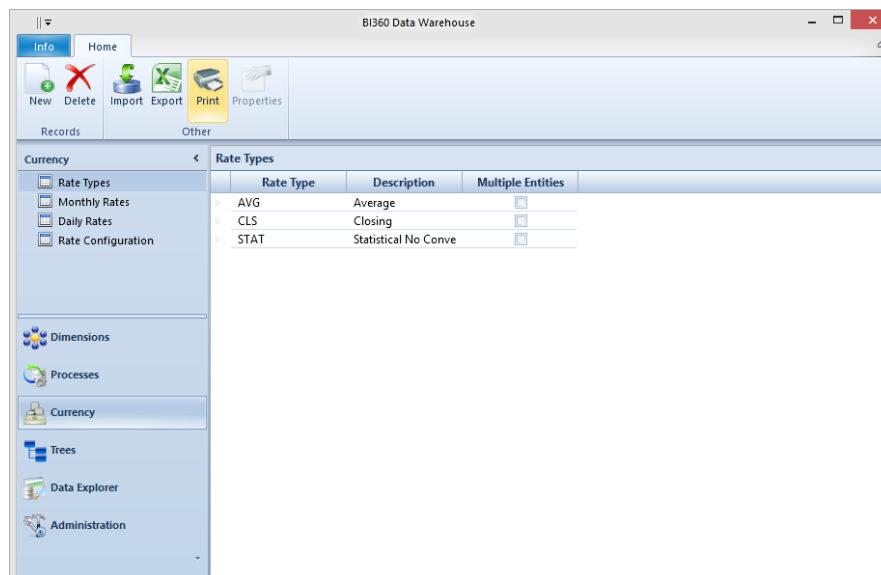 BI360 Data Warehouse
Info Home
New Delete Import Export Print Properties
Records Other
Currency
Rate Types
Monthly Rates
Daily Rates
Rate Configuration
Dimensions
Processes
Currency
Trees
Data Explorer
Administration
Rate Types
Rate Type Description Multiple Entities
AVG Average
CLS Closing
STAT Statistical No Conve